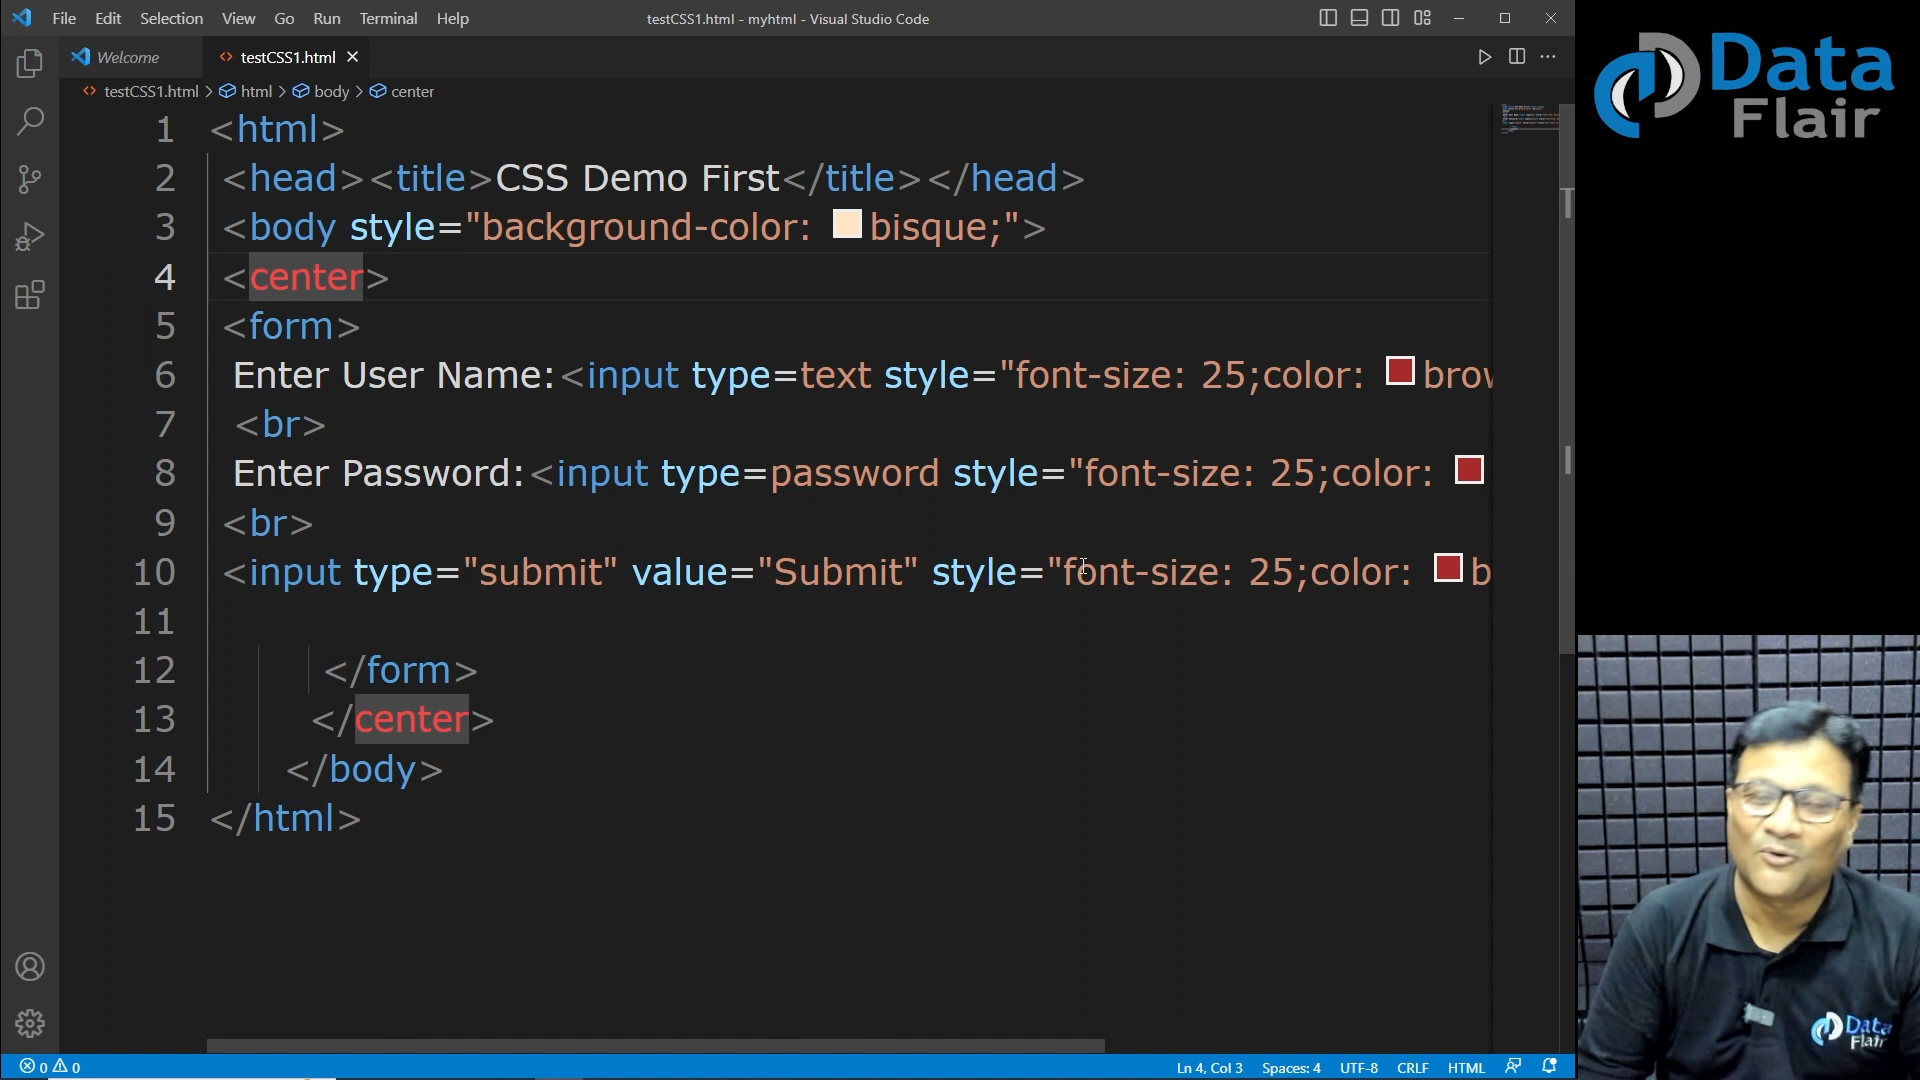 File Edit Selection View Go Run Terminal Help
testCSS1.html - myhtml - Visual Studio Code
Welcome
testCSS1.html
testCSS1.html > html > body > center
1 <html>
2 <head><title>CSS Demo First</title></head>
3 <body style="background-color: bisque;">
4 <center>
5 <form>
6 Enter User Name:<input type=text style="font-size: 25;color: brow
7 <br>
8 Enter Password:<input type=password style="font-size: 25;color:
9 <br>
10 <input type="submit" value="Submit" style="font-size: 25;color: b
11
12 </form>
13 </center>
14 </body>
15 </html>
0 0
Ln 4, Col 3 Spaces: 4 UTF-8 CRLF HTML
Data
Flair
Data
Flair